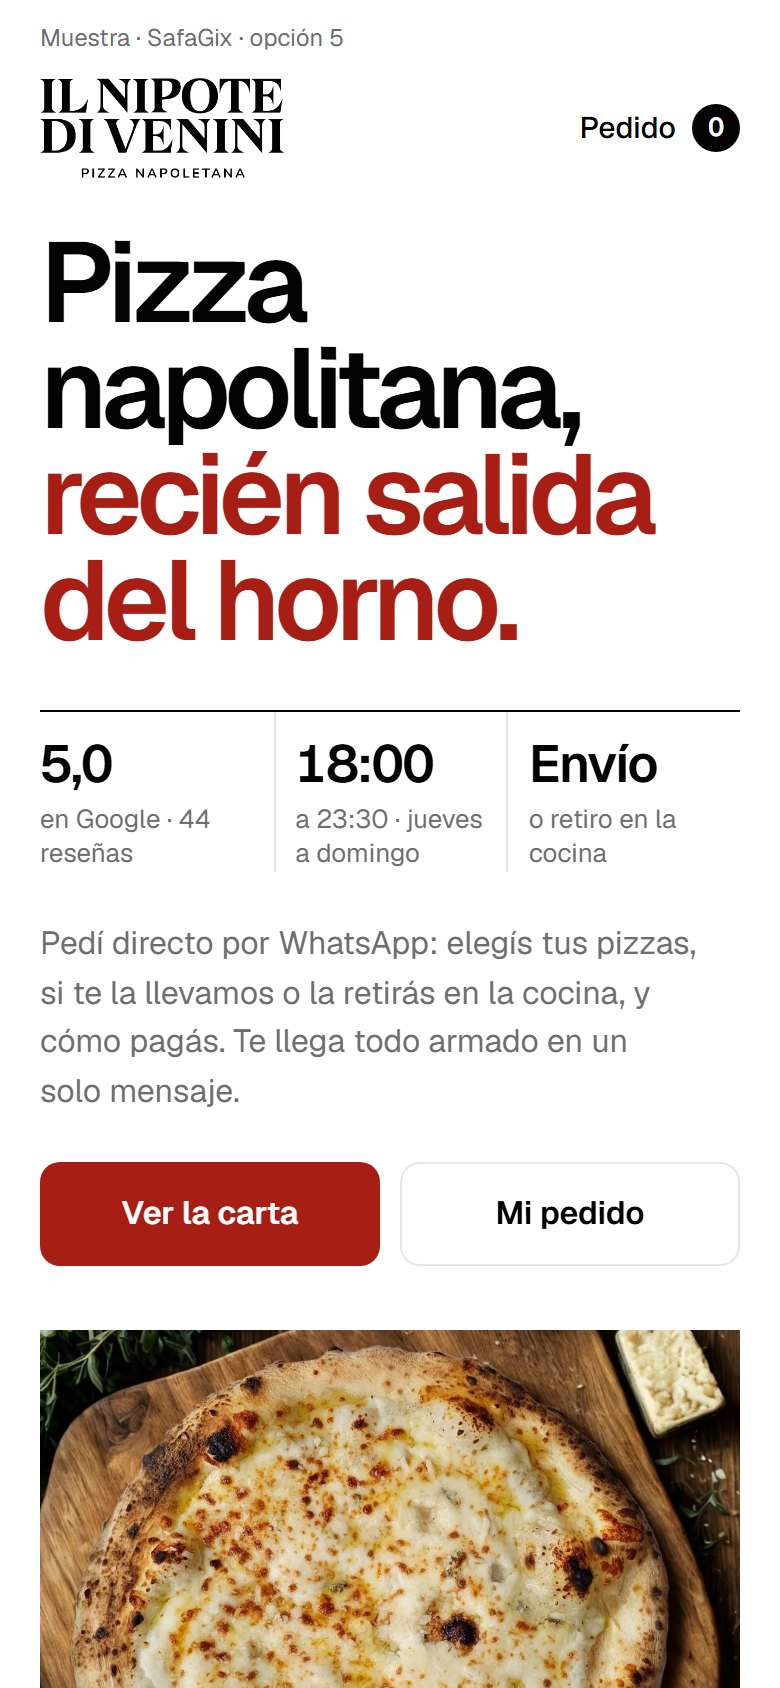 Muestra · SafaGix · opción 5
IL NIPOTE
DI VENINI
PIZZA NAPOLETANA
Pedido 0
Pizza
napolitana,
recién salida
del horno.
5,0
en Google · 44
reseñas
18:00
a 23:30 · jueves
a domingo
Envío
o retiro en la
cocina
Pedí directo por WhatsApp: elegís tus pizzas,
si te la llevamos o la retirás en la cocina, y
cómo pagás. Te llega todo armado en un
solo mensaje.
Ver la carta
Mi pedido